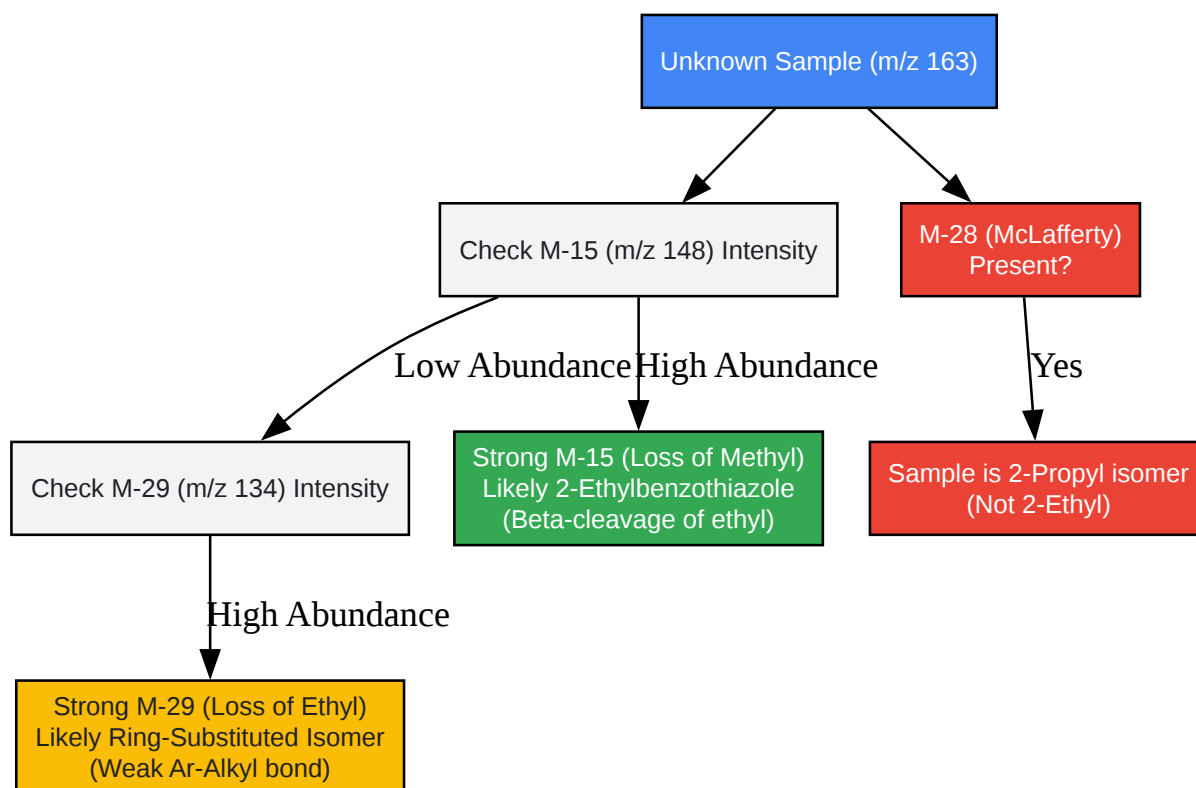 Unknown Sample (m/z 163)
Check M-15 (m/z 148) Intensity
M-28 (McLafferty)
Present?
Low Abundance
High Abundance
Yes
Check M-29 (m/z 134) Intensity
Strong M-15 (Loss of Methyl)
Likely 2-Ethylbenzothiazole
(Beta-cleavage of ethyl)
Sample is 2-Propyl isomer
(Not 2-Ethyl)
High Abundance
Strong M-29 (Loss of Ethyl)
Likely Ring-Substituted Isomer
(Weak Ar-Alkyl bond)